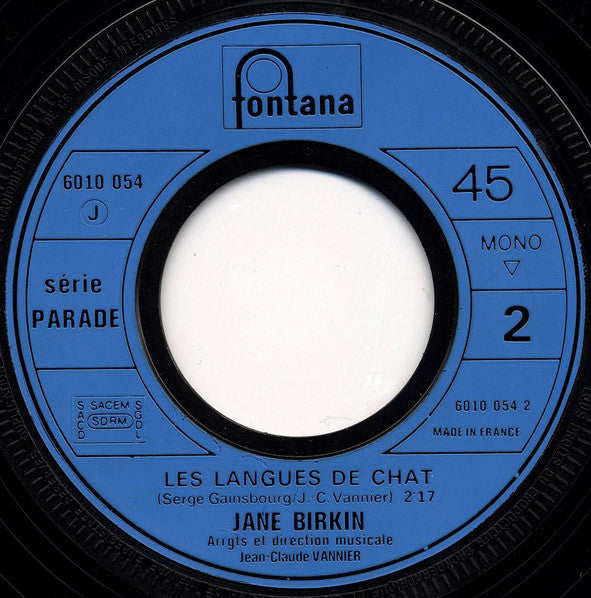 fontana
6010 054
J
série
PARADE
SACEM
SACD SDRM SGDL
45
MONO
2
6010 054 2
MADE IN FRANCE
LES LANGUES DE CHAT
(Serge Gainsbourg/J.-C. Vannier) 2'17
JANE BIRKIN
Arrgts et direction musicale
Jean-Claude VANNIER